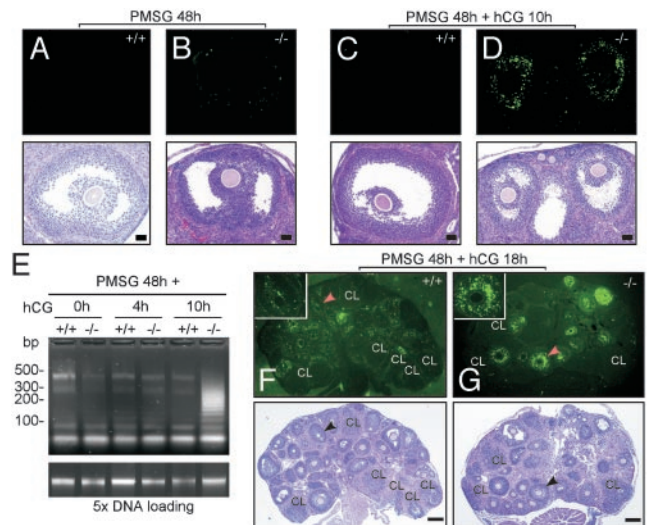 PMSG 48h
PMSG 48h + hCG 10h
A +/+
B -/-
C +/+
D -/-
E
PMSG 48h +
hCG 0h 4h 10h
+/+ -/- +/+ -/- +/+ -/-
bp
500-
300-
200-
100-
5x DNA loading
PMSG 48h + hCG 18h
+/+
CL
CL
CL
CL
CL
CL
F
-/-
CL
CL
CL
G
CL
CL
CL
CL
CL
CL
CL
CL
CL